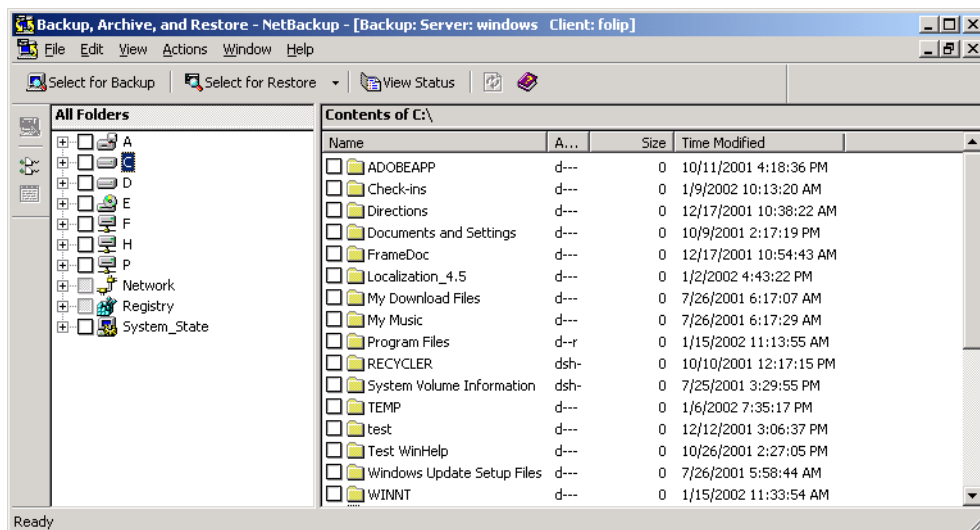 Backup, Archive, and Restore - NetBackup - [Backup: Server: windows Client: folip]
File Edit View Actions Window Help
Select for Backup Select for Restore View Status
All Folders
A
C
D
E
F
H
P
Network
Registry
System_State
Contents of C:\
Name A... Size Time Modified
ADOBEAPP d--- 0 10/11/2001 4:18:36 PM
Check-ins d--- 0 1/9/2002 10:13:20 AM
Directions d--- 0 12/17/2001 10:38:22 AM
Documents and Settings d--- 0 10/9/2001 2:17:19 PM
FrameDoc d--- 0 12/17/2001 10:54:43 AM
Localization_4.5 d--- 0 1/2/2002 4:43:22 PM
My Download Files d--- 0 7/26/2001 6:17:07 AM
My Music d--- 0 7/26/2001 6:17:29 AM
Program Files d--r 0 1/15/2002 11:13:55 AM
RECYCLER dsh- 0 10/10/2001 12:17:15 PM
System Volume Information dsh- 0 7/25/2001 3:29:55 PM
TEMP d--- 0 1/6/2002 7:35:17 PM
test d--- 0 12/12/2001 3:06:37 PM
Test WinHelp d--- 0 10/26/2001 2:27:05 PM
Windows Update Setup Files d--- 0 7/26/2001 5:58:44 AM
WINNT d--- 0 1/15/2002 11:33:54 AM
Ready